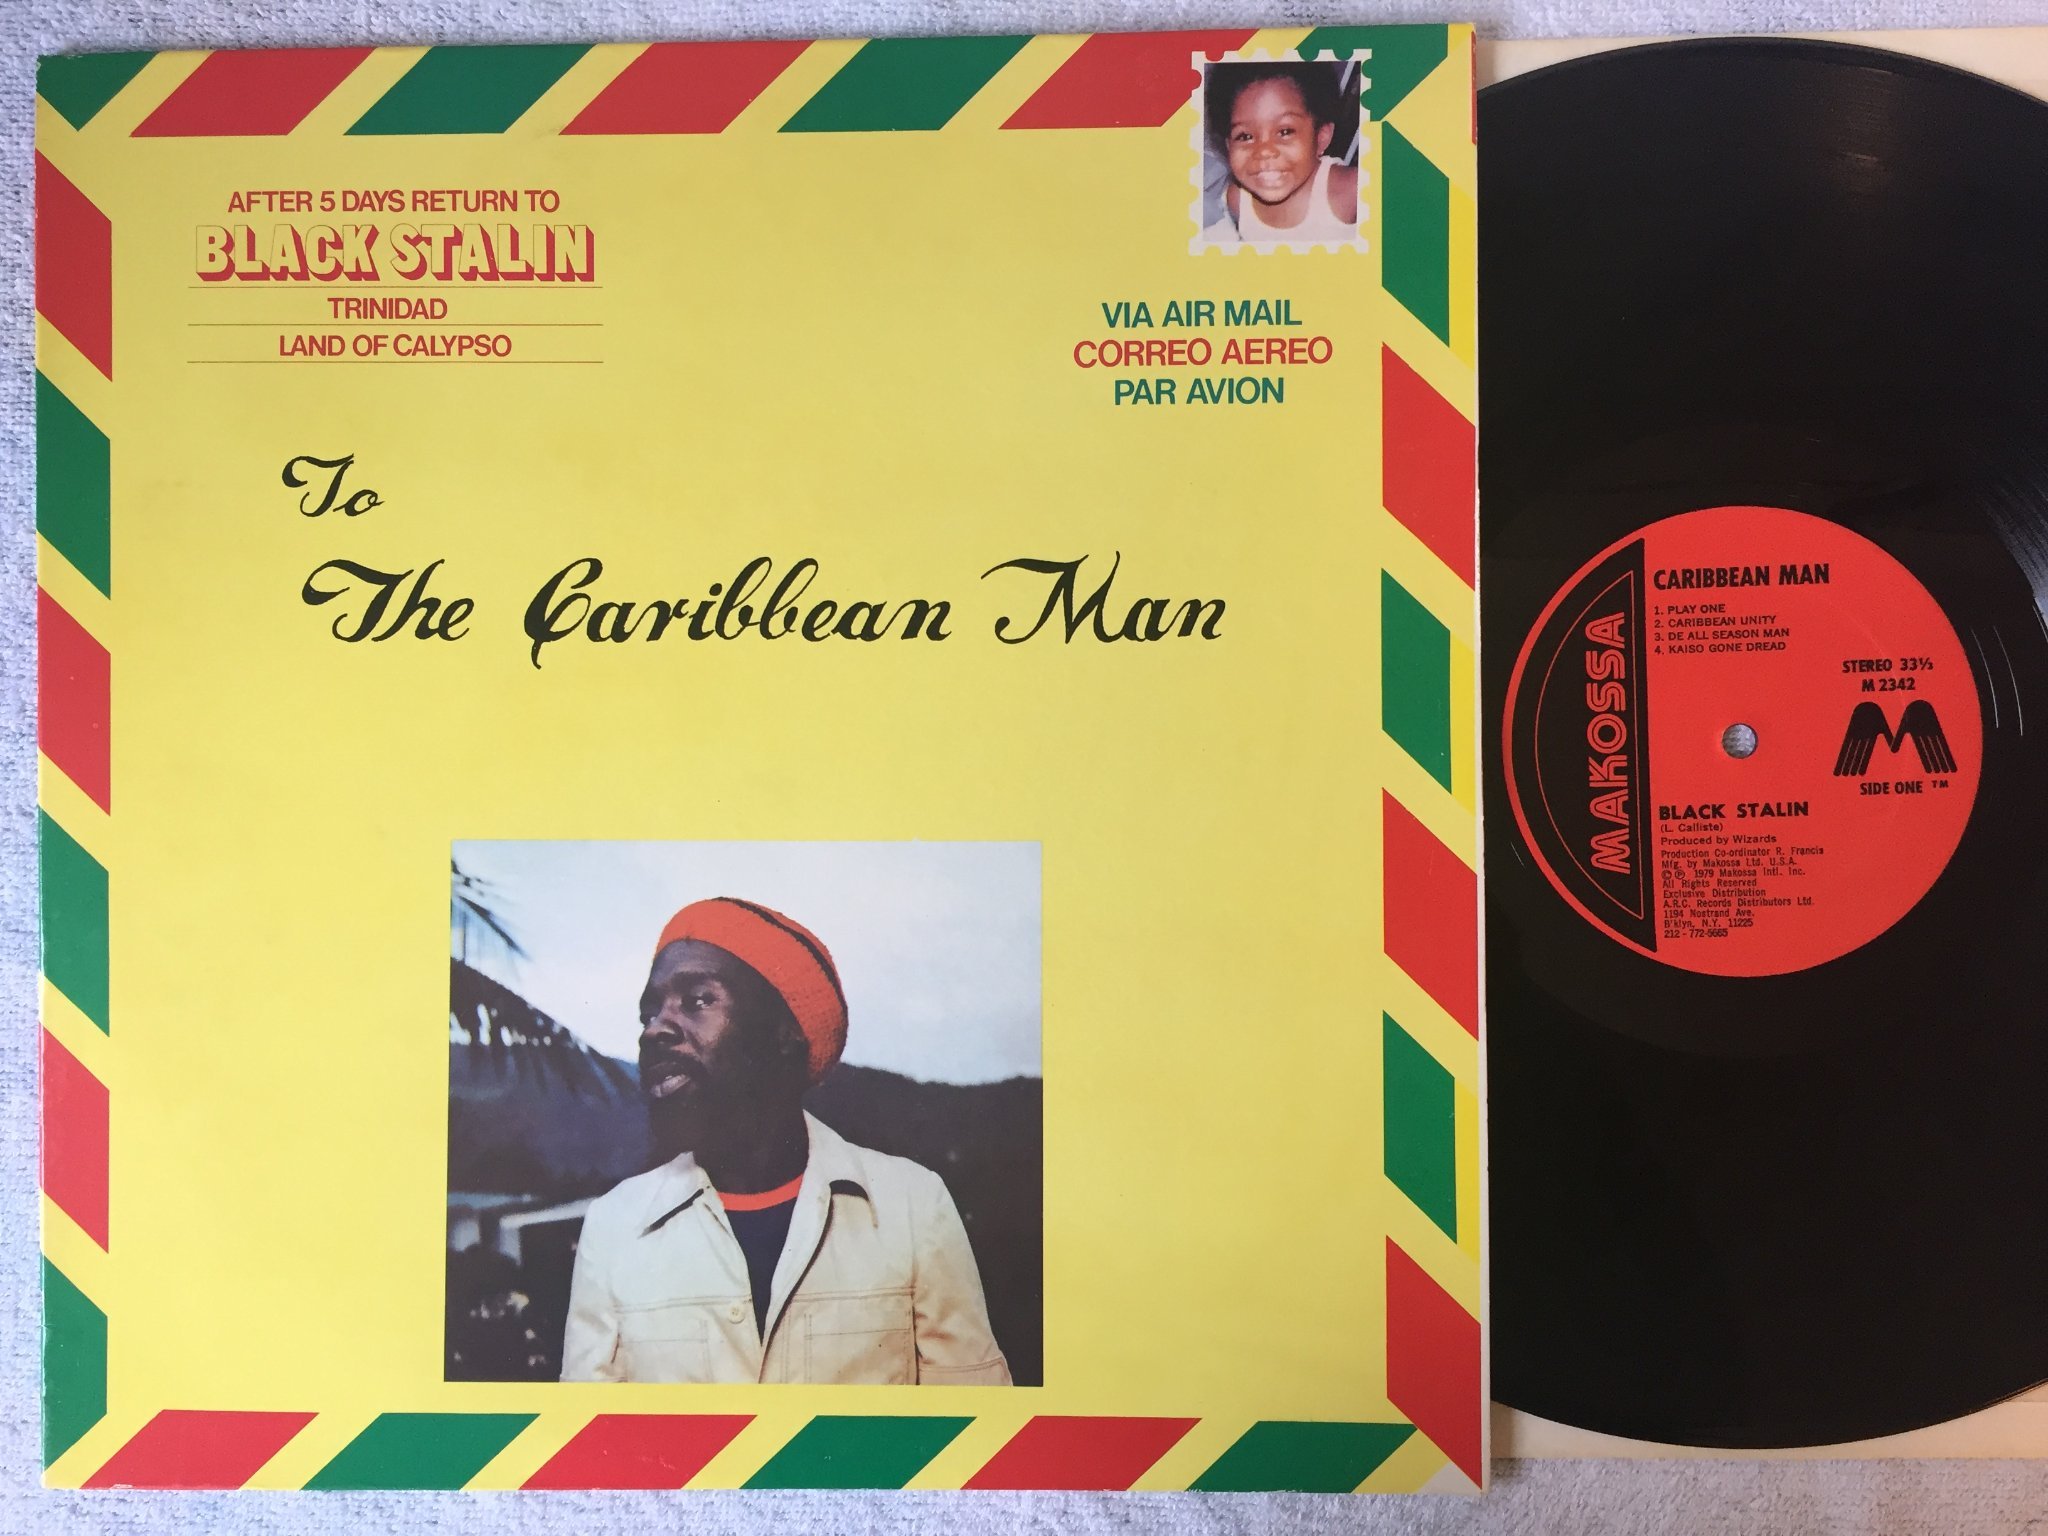 AFTER 5 DAYS RETURN TO
BLACK STALIN
TRINIDAD
LAND OF CALYPSO
VIA AIR MAIL
CORREO AEREO
PAR AVION
To
The Caribbean Man
MAKOSSA
CARIBBEAN MAN
1. PLAY ONE
2. CARIBBEAN UNITY
3. DE ALL SEASON MAN
4. KAISO GONE DREAD
STEREO 33⅓
M 2342
M
SIDE ONE ™
BLACK STALIN
(L. Calliste)
Produced by Wizards
Production Co-ordinator R. Francis
Mfg. by Makossa Ltd. U.S.A.
© ℗ 1979 Makossa Intl. Inc.
All Rights Reserved
Exclusive Distribution
A.R.C. Records Distributors Ltd.
1194 Nostrand Ave.
B'klyn, N.Y. 11225
212-772-5665